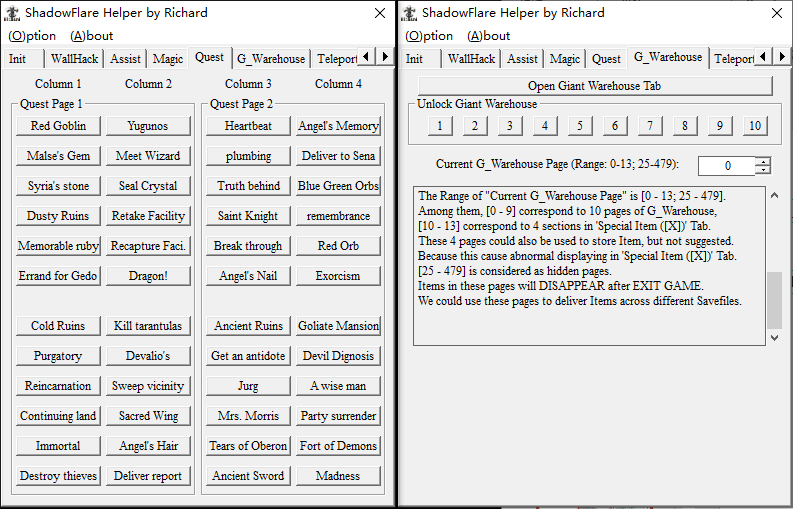 ShadowFlare Helper by Richard
(O)ption (A)bout
Init WallHack Assist Magic Quest G_Warehouse Teleport
Column 1 Column 2 Column 3 Column 4
Quest Page 1 Quest Page 2
Red Goblin Yugunos Heartbeat Angel's Memory
Malse's Gem Meet Wizard plumbing Deliver to Sena
Syria's stone Seal Crystal Truth behind Blue Green Orbs
Dusty Ruins Retake Facility Saint Knight remembrance
Memorable ruby Recapture Faci. Break through Red Orb
Errand for Gedo Dragon! Angel's Nail Exorcism
Cold Ruins Kill tarantulas Ancient Ruins Goliate Mansion
Purgatory Devalio's Get an antidote Devil Dignosis
Reincarnation Sweep vicinity Jurg A wise man
Continuing land Sacred Wing Mrs. Morris Party surrender
Immortal Angel's Hair Tears of Oberon Fort of Demons
Destroy thieves Deliver report Ancient Sword Madness
ShadowFlare Helper by Richard
(O)ption (A)bout
Init WallHack Assist Magic Quest G_Warehouse Teleport
Open Giant Warehouse Tab
Unlock Giant Warehouse
1 2 3 4 5 6 7 8 9 10
Current G_Warehouse Page (Range: 0-13; 25-479): 0
The Range of "Current G_Warehouse Page" is [0 - 13; 25 - 479].
Among them, [0 - 9] correspond to 10 pages of G_Warehouse,
[10 - 13] correspond to 4 sections in 'Special Item ([X])' Tab.
These 4 pages could also be used to store Item, but not suggested.
Because this cause abnormal displaying in 'Special Item ([X])' Tab.
[25 - 479] is considered as hidden pages.
Items in these pages will DISAPPEAR after EXIT GAME.
We could use these pages to deliver Items across different Savefiles.